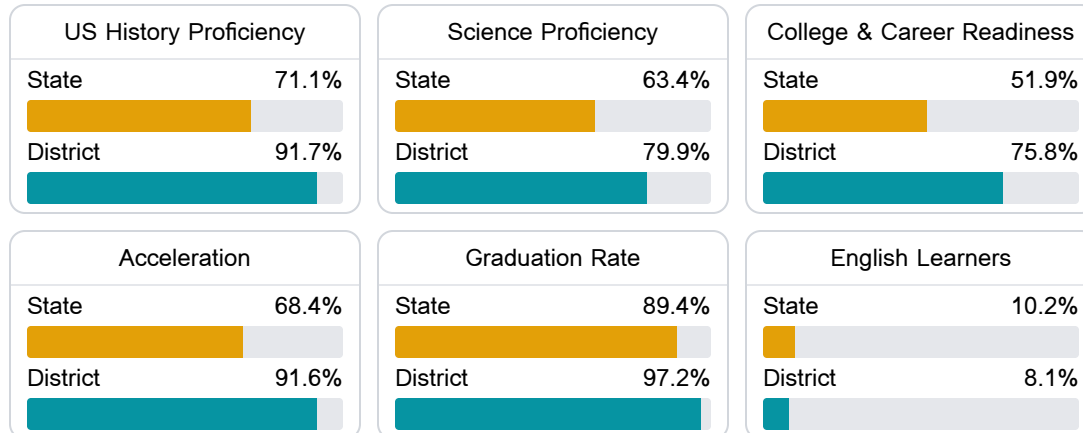 US History Proficiency
State 71.1%
District 91.7%
Science Proficiency
State 63.4%
District 79.9%
College & Career Readiness
State 51.9%
District 75.8%
Acceleration
State 68.4%
District 91.6%
Graduation Rate
State 89.4%
District 97.2%
English Learners
State 10.2%
District 8.1%